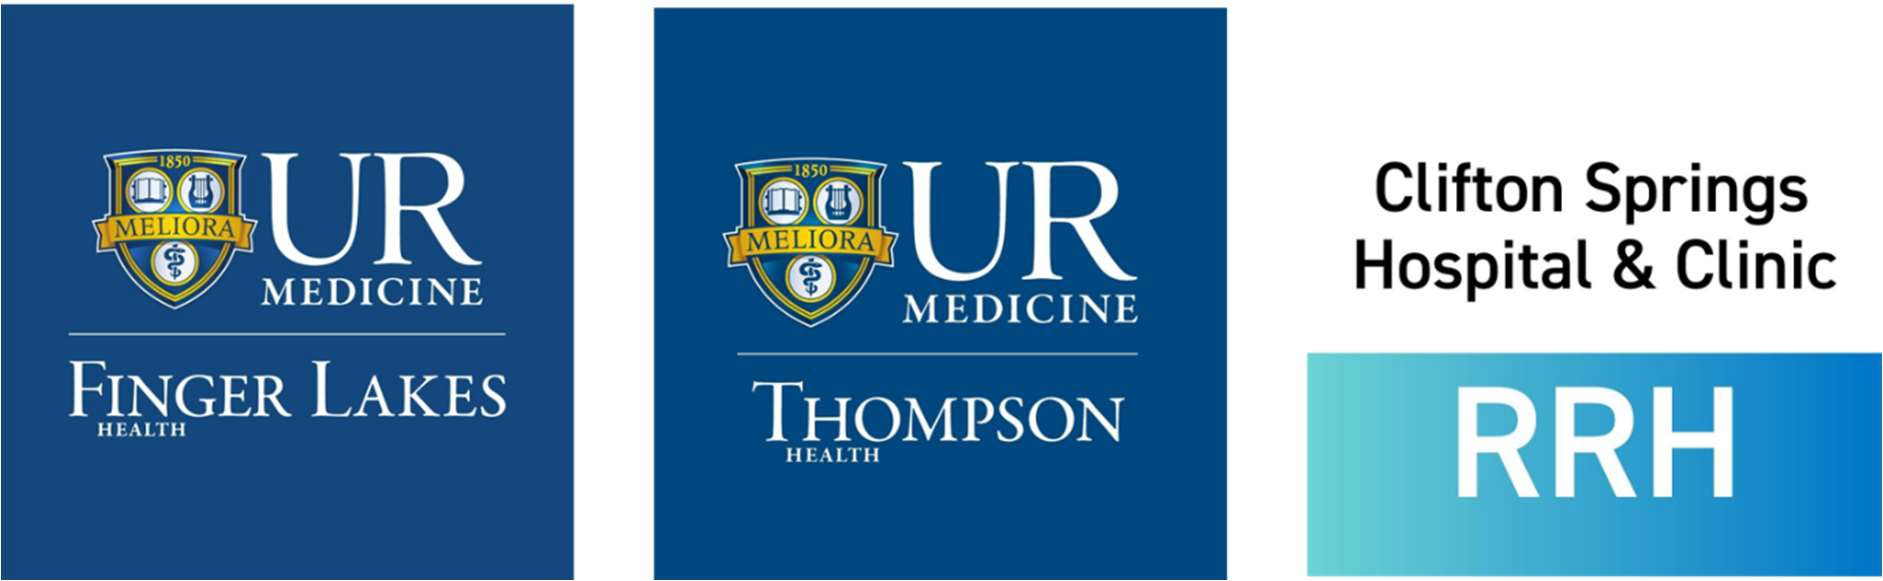 1850
MELIORA
UR
MEDICINE
FINGER LAKES
HEALTH
1850
MELIORA
UR
MEDICINE
THOMPSON
HEALTH
Clifton Springs
Hospital & Clinic
RRH